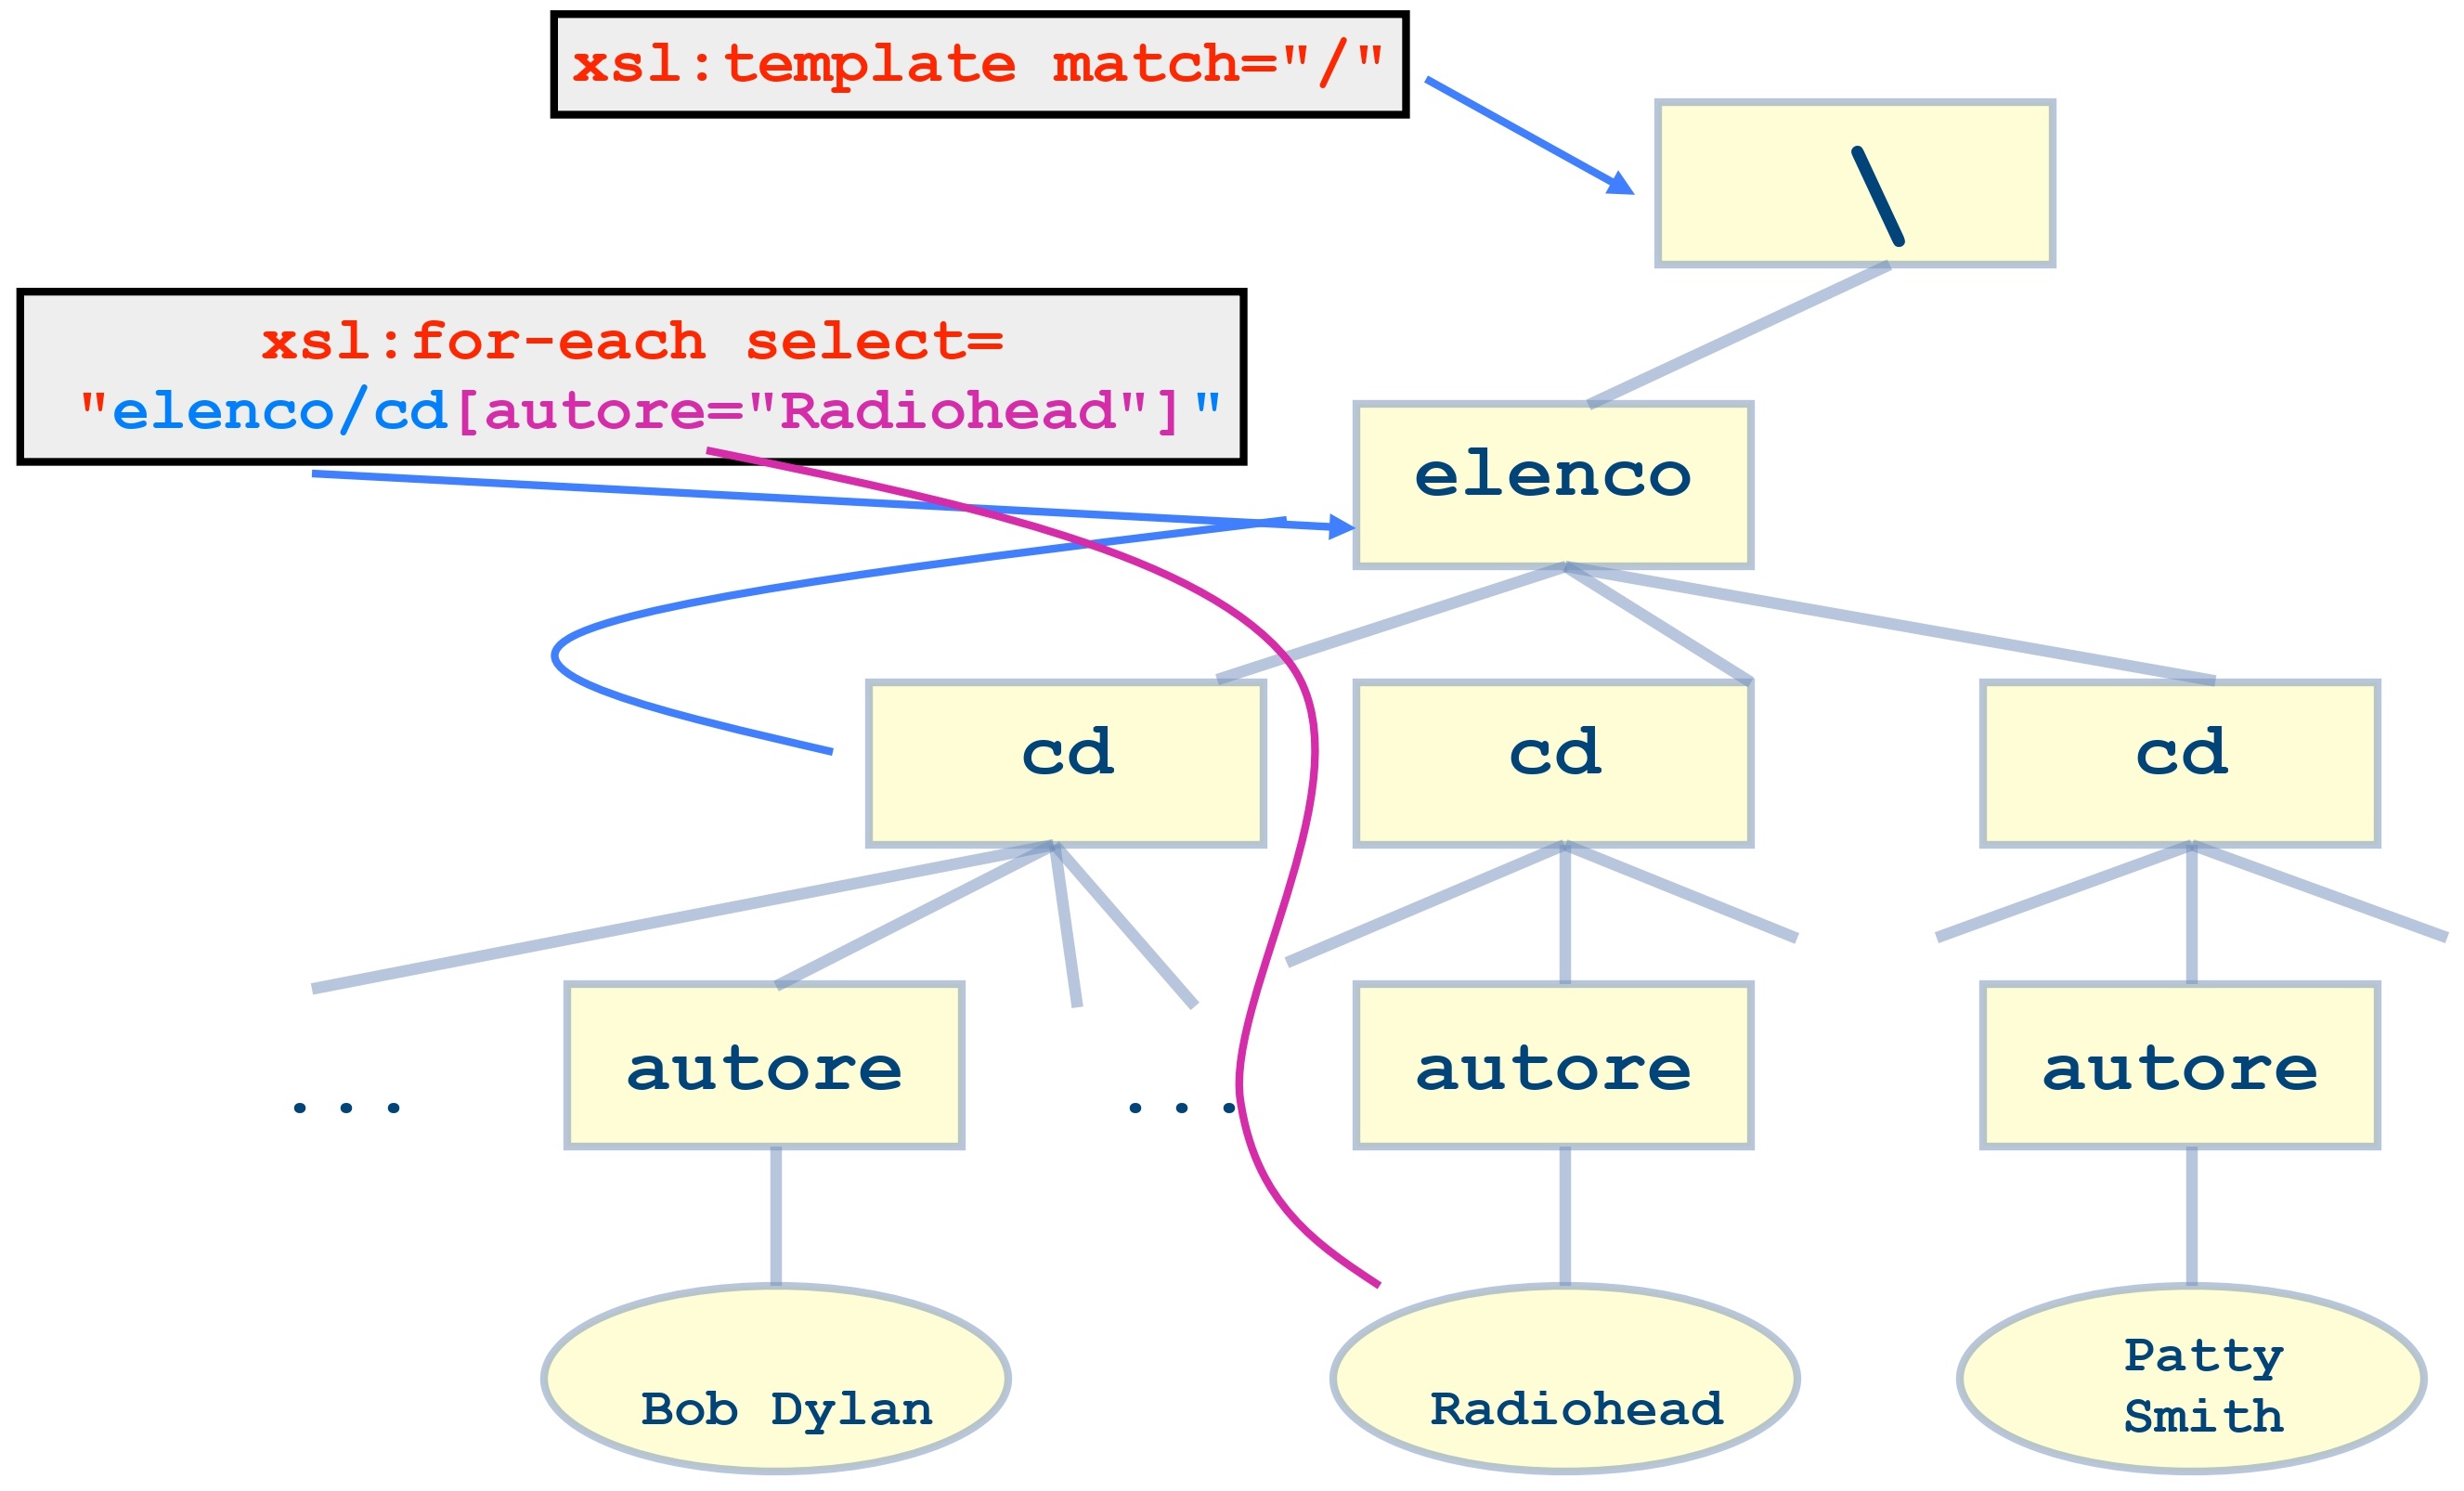 xsl:template match="/"
\
xsl:for-each select=
"elenco/cd[autore="Radiohead"]"
elenco
cd
cd
cd
...
autore
...
autore
autore
Bob Dylan
Radiohead
Patty
Smith